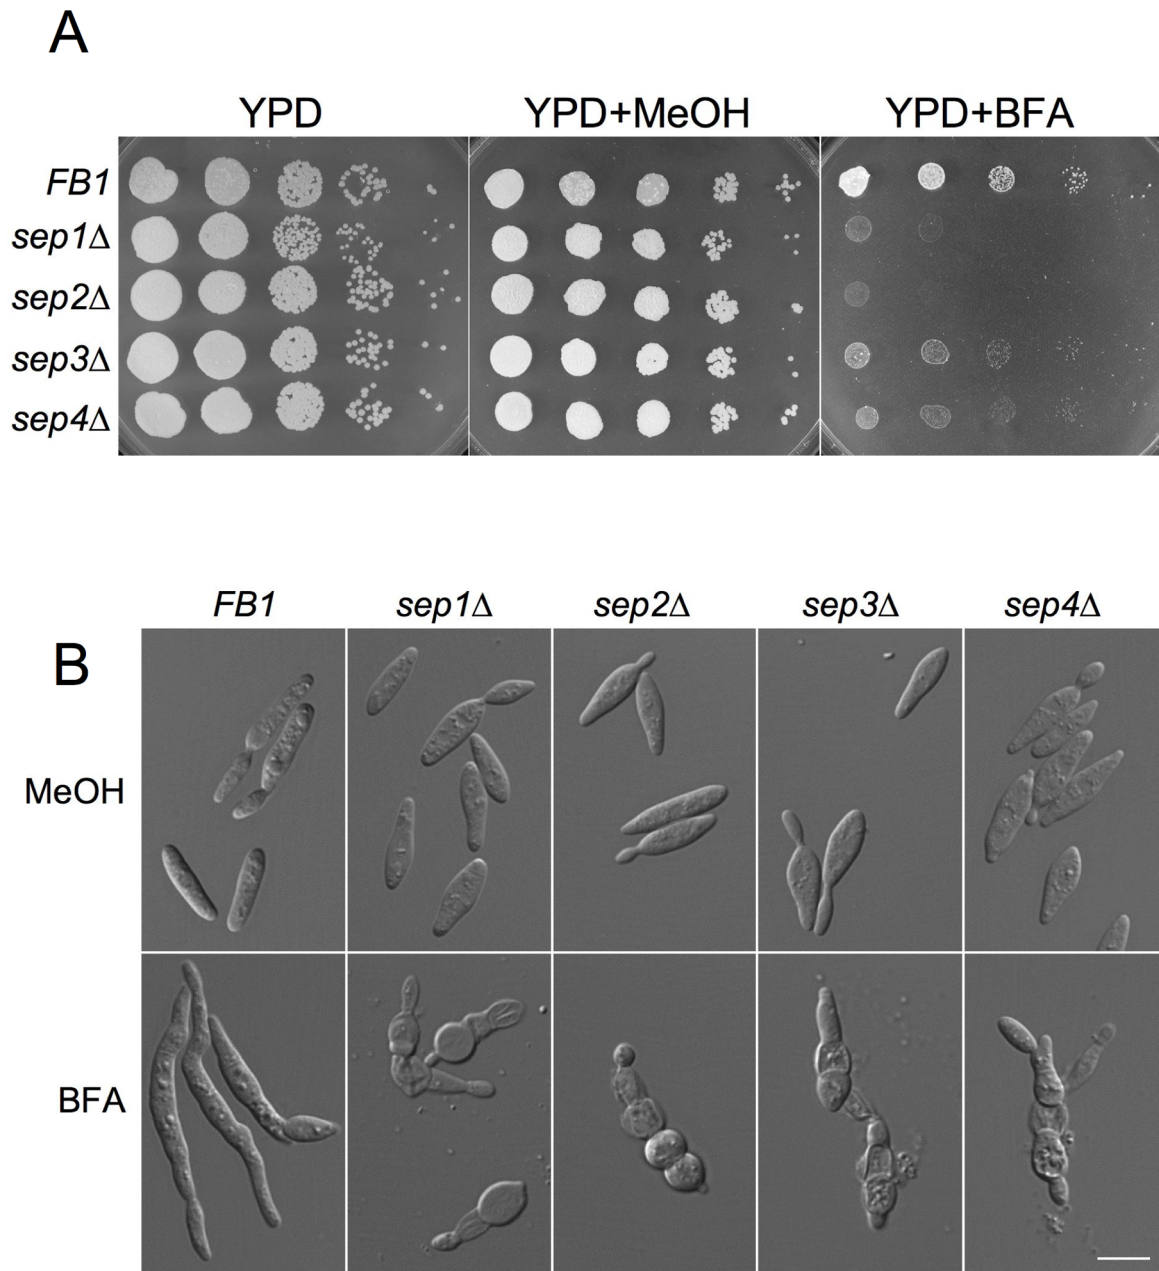 A
YPD YPD+MeOH YPD+BFA
FB1
sep1Δ
sep2Δ
sep3Δ
sep4Δ
FB1 sep1Δ sep2Δ sep3Δ sep4Δ
B
MeOH
BFA